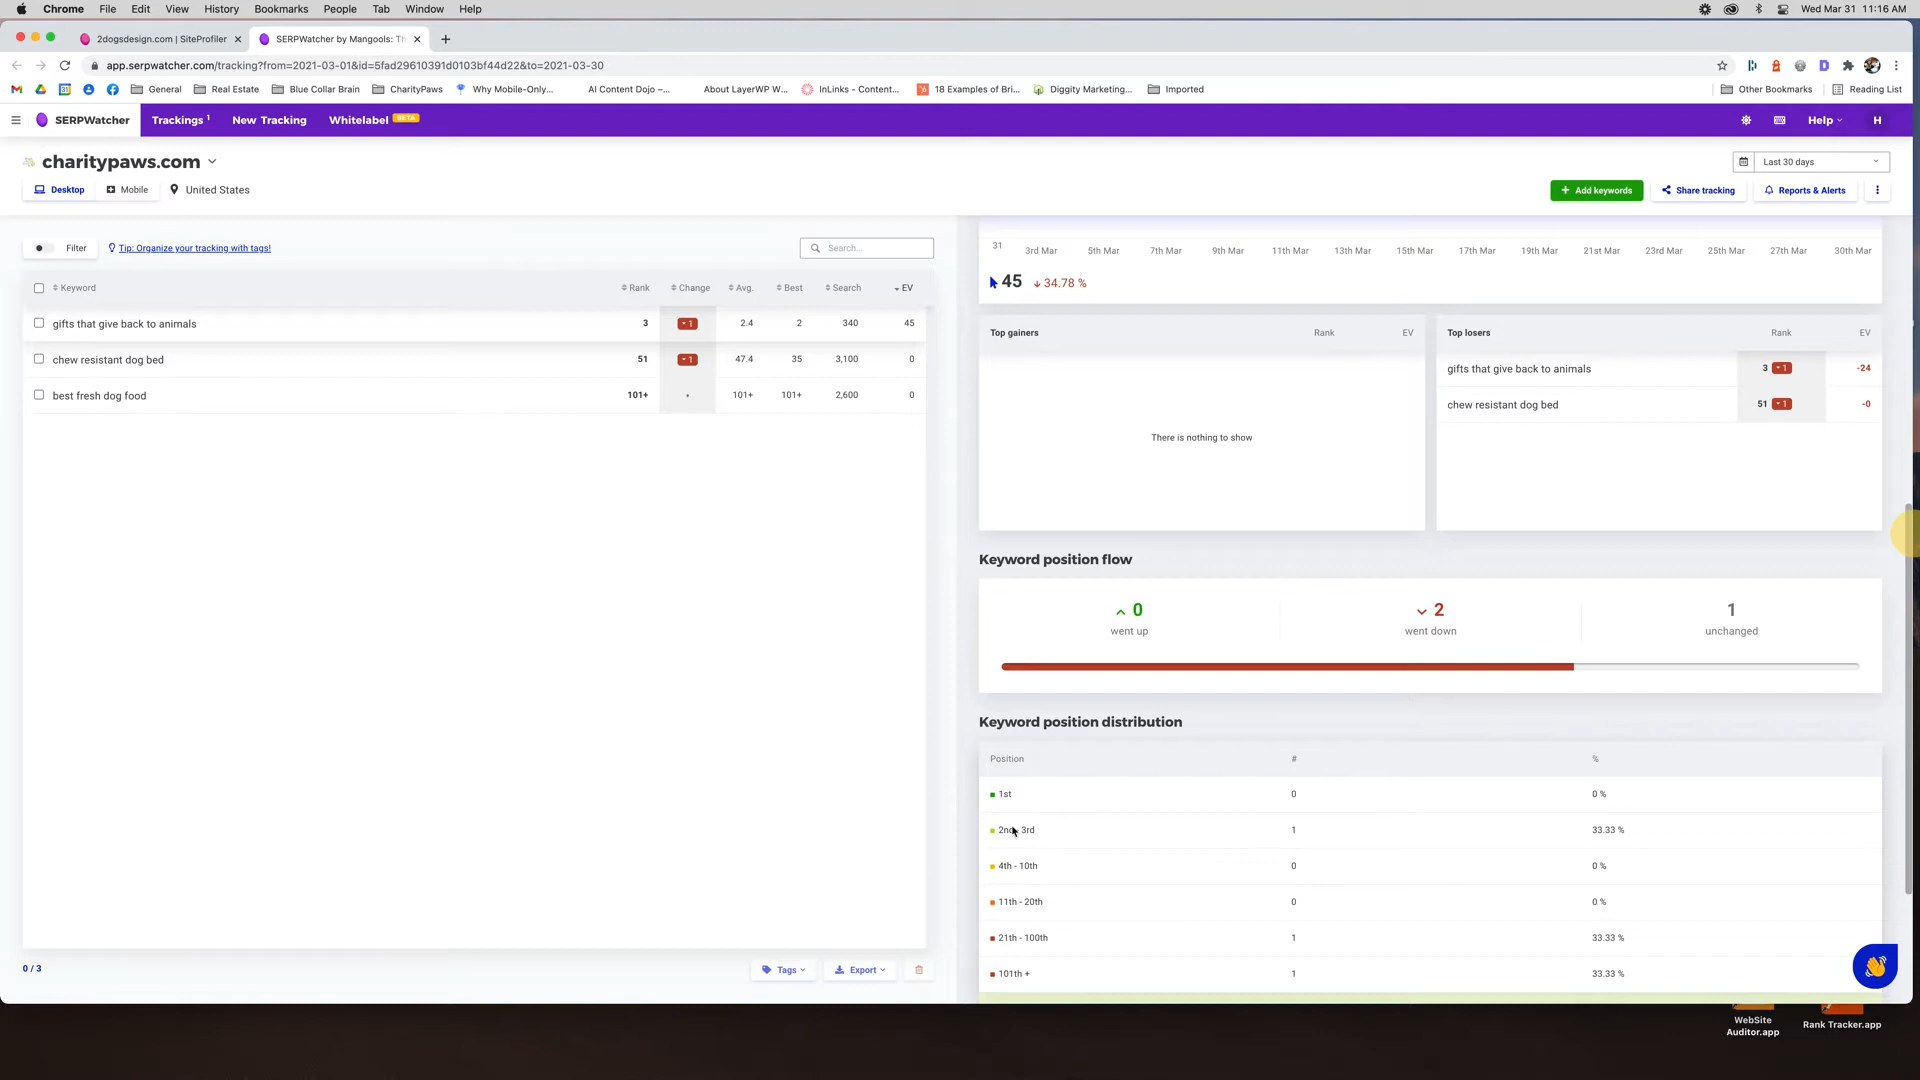 Chrome File Edit View History Bookmarks People Tab Window Help Wed Mar 31 11:16 AM
2dogsdesign.com | SiteProfiler SERPWatcher by Mangools: Th
app.serpwatcher.com/tracking?from=2021-03-01&id=5fad29610391d0103bf44d22&to=2021-03-30
General Real Estate Blue Collar Brain CharityPaws Why Mobile-Only... AI Content Dojo –... About LayerWP W... InLinks - Content... 18 Examples of Bri... Diggity Marketing... Imported Other Bookmarks Reading List
SERPWatcher Trackings 1 New Tracking Whitelabel BETA Help H
charitypaws.com Last 30 days
Desktop Mobile United States + Add keywords Share tracking Reports & Alerts
Filter Tip: Organize your tracking with tags! Search...
Keyword Rank Change Avg. Best Search EV
gifts that give back to animals 3 1 2.4 2 340 45
chew resistant dog bed 51 1 47.4 35 3,100 0
best fresh dog food 101+ 101+ 101+ 2,600 0
0 / 3 Tags Export
31 3rd Mar 5th Mar 7th Mar 9th Mar 11th Mar 13th Mar 15th Mar 17th Mar 19th Mar 21st Mar 23rd Mar 25th Mar 27th Mar 30th Mar
45 34.78 %
Top gainers Rank EV
There is nothing to show
Top losers Rank EV
gifts that give back to animals 3 1 -24
chew resistant dog bed 51 1 -0
Keyword position flow
0 2 1
went up went down unchanged
Keyword position distribution
Position # %
1st 0 0 %
2nd - 3rd 1 33.33 %
4th - 10th 0 0 %
11th - 20th 0 0 %
21th - 100th 1 33.33 %
101th + 1 33.33 %
WebSite Auditor.app
Rank Tracker.app